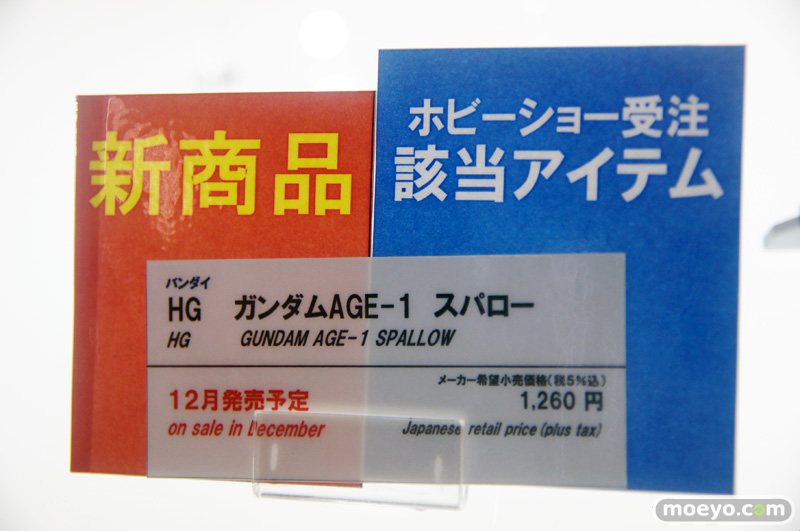 新商品
ホビーショー受注
該当アイテム
バンダイ
HG ガンダムAGE-1 スパロー
HG GUNDAM AGE-1 SPALLOW
12月発売予定
on sale in December
メーカー希望小売価格(税5%込)
1,260 円
Japanese retail price (plus tax)
moeyo.com